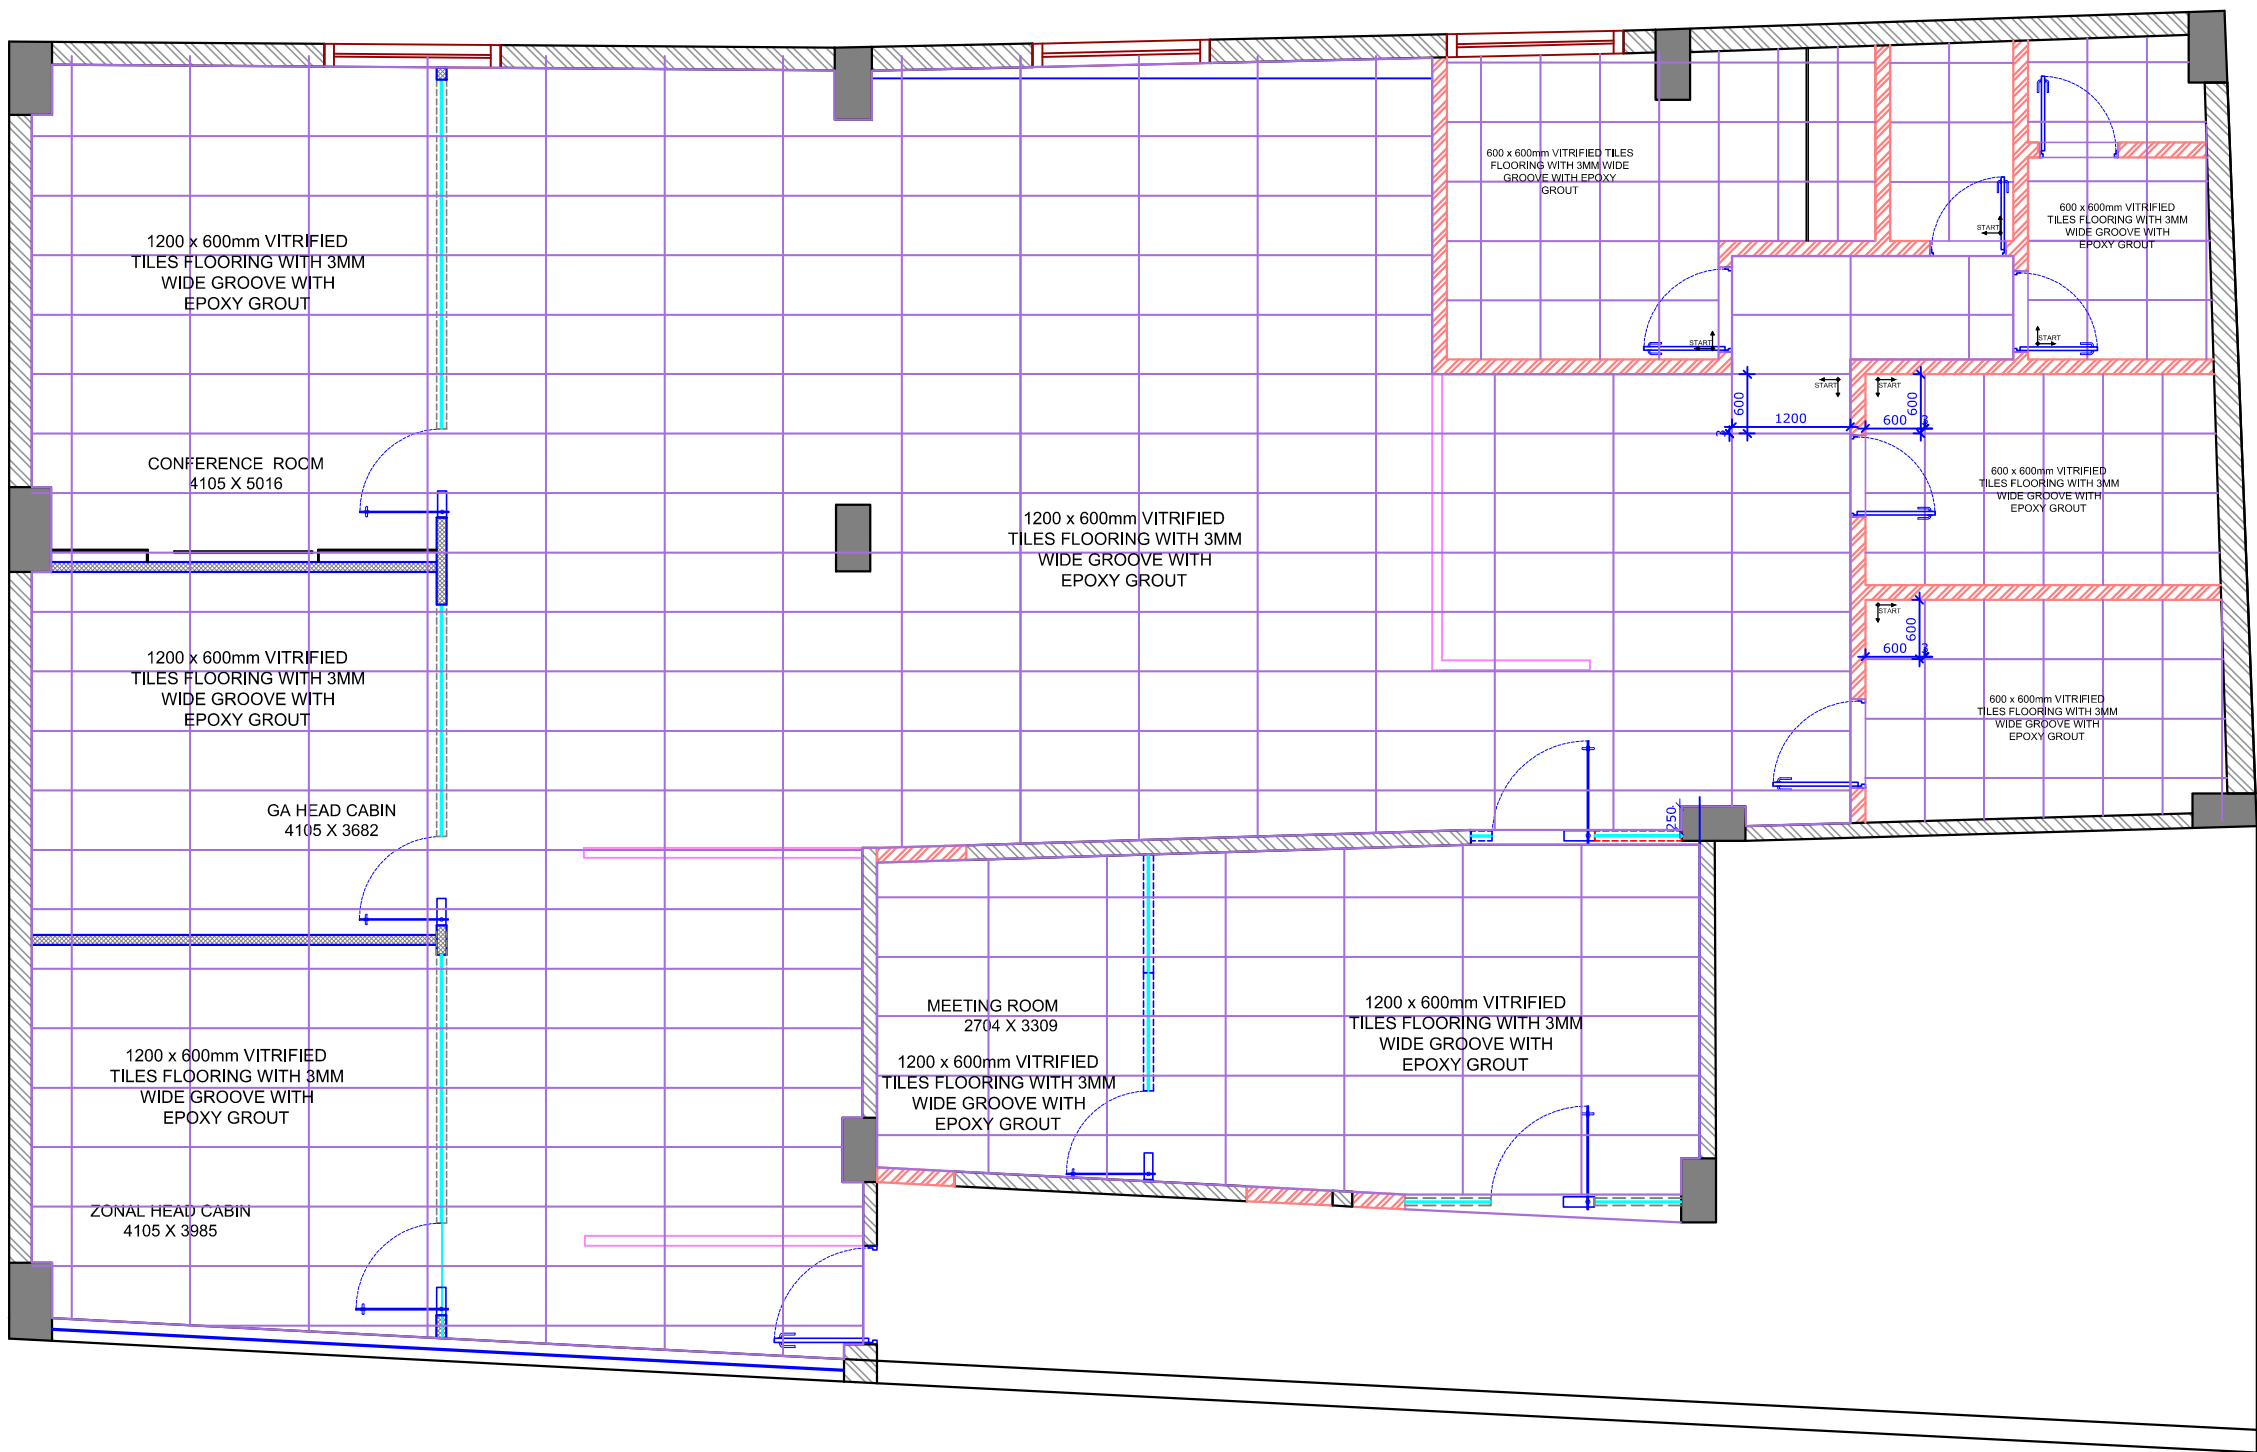 600 x 600mm VITRIFIED TILES
FLOORING WITH 3MM WIDE
GROOVE WITH EPOXY
GROUT
600 x 600mm VITRIFIED
TILES FLOORING WITH 3MM
WIDE GROOVE WITH
EPOXY GROUT
START
START
START
1200 x 600mm VITRIFIED
TILES FLOORING WITH 3MM
WIDE GROOVE WITH
EPOXY GROUT
START
START
600
1200
3
600
600
3
CONFERENCE ROOM
4105 X 5016
600 x 600mm VITRIFIED
TILES FLOORING WITH 3MM
WIDE GROOVE WITH
EPOXY GROUT
1200 x 600mm VITRIFIED
TILES FLOORING WITH 3MM
WIDE GROOVE WITH
EPOXY GROUT
START
600
600
3
1200 x 600mm VITRIFIED
TILES FLOORING WITH 3MM
WIDE GROOVE WITH
EPOXY GROUT
600 x 600mm VITRIFIED
TILES FLOORING WITH 3MM
WIDE GROOVE WITH
EPOXY GROUT
GA HEAD CABIN
4105 X 3682
250
MEETING ROOM
2704 X 3309
1200 x 600mm VITRIFIED
TILES FLOORING WITH 3MM
WIDE GROOVE WITH
EPOXY GROUT
1200 x 600mm VITRIFIED
TILES FLOORING WITH 3MM
WIDE GROOVE WITH
EPOXY GROUT
1200 x 600mm VITRIFIED
TILES FLOORING WITH 3MM
WIDE GROOVE WITH
EPOXY GROUT
ZONAL HEAD CABIN
4105 X 3985